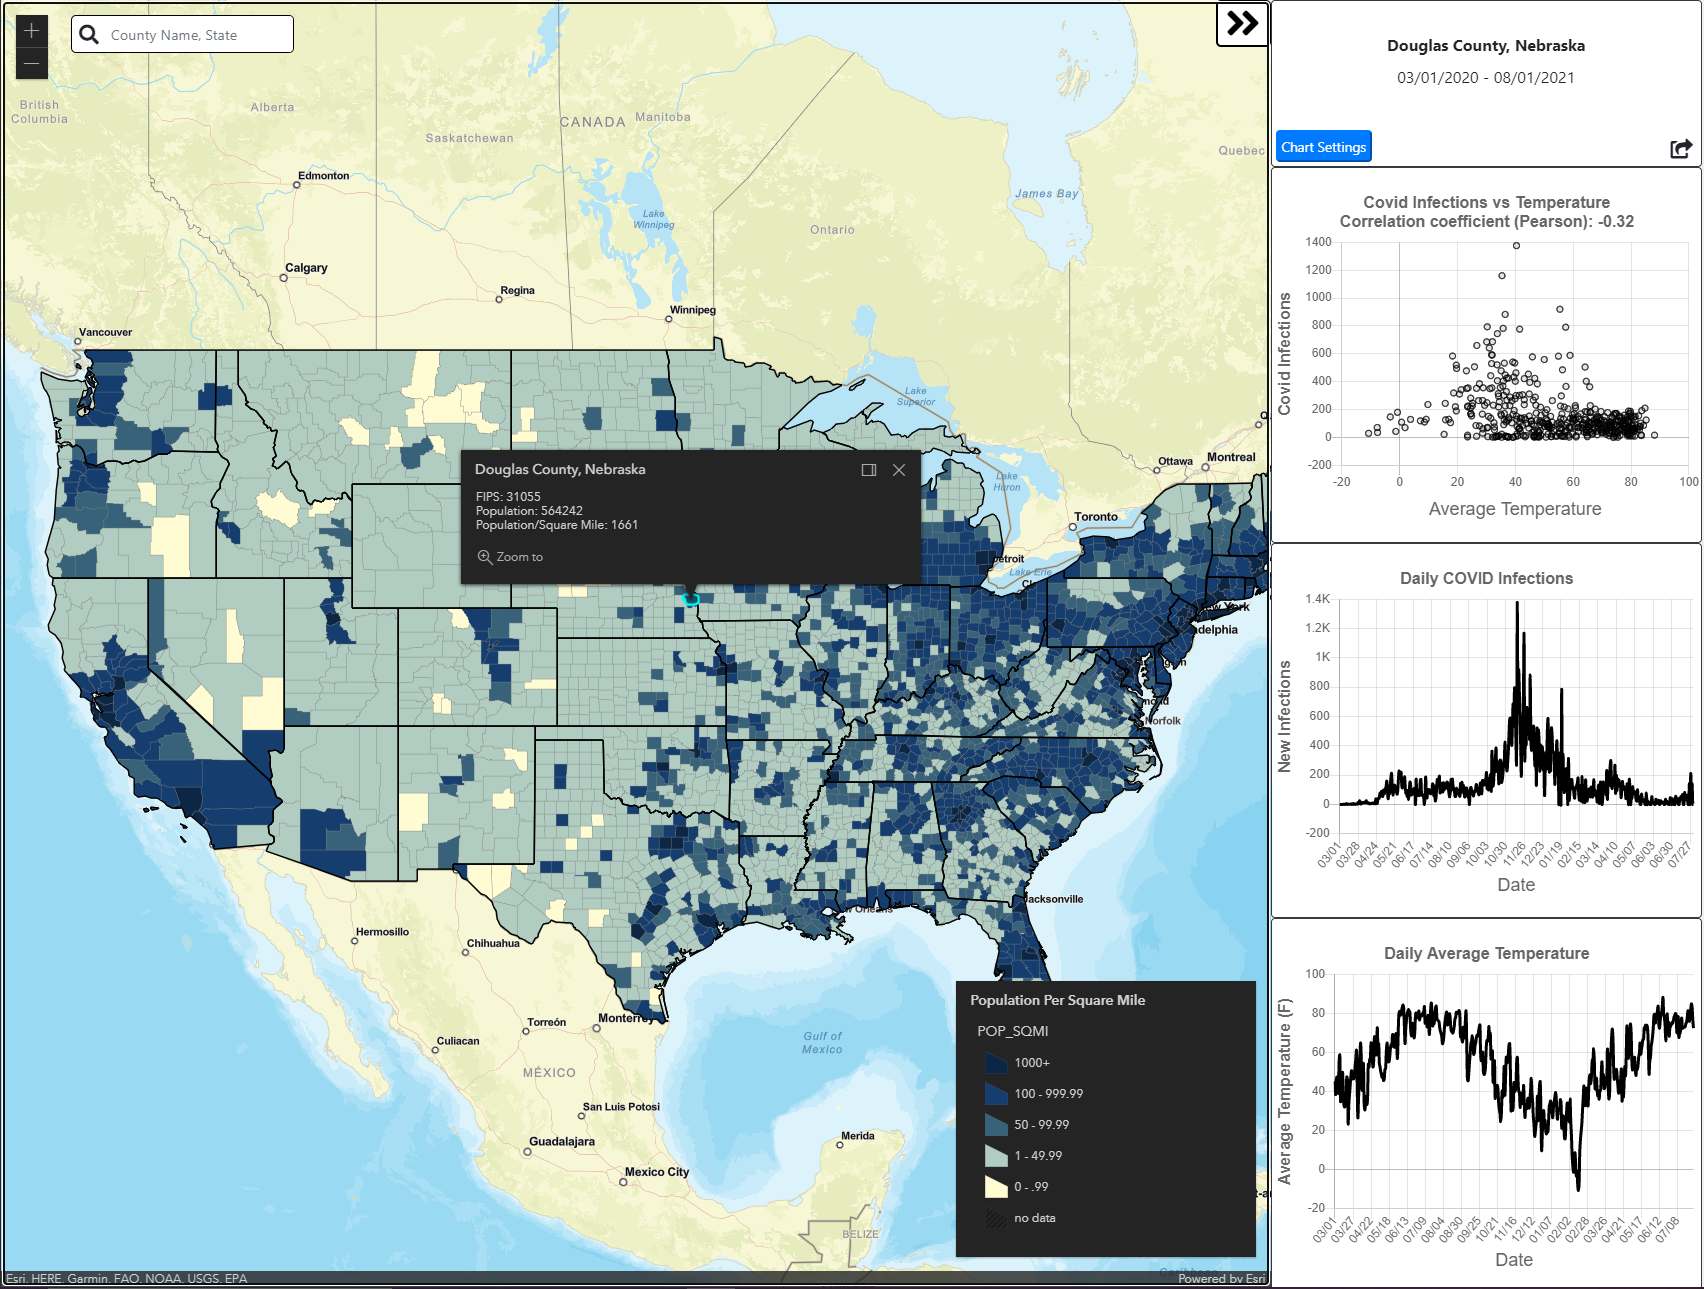 +
−
County Name, State
British
Columbia
Alberta
Saskatchewan
CANADA
Manitoba
Quebec
Edmonton
James Bay
Lake
Winnipeg
Ontario
Calgary
Regina
Winnipeg
Vancouver
Lake
Superior
Ottawa
Montreal
Lake
Huron
Toronto
etroit
Lake Erie
New York
adelphia
Norfolk
Jacksonville
Hermosillo
Chihuahua
Torreón
Monterrey
Culiacan
MÉXICO
Gulf of
Mexico
San Luis Potosi
Guadalajara
Merida
Mexico City
BELIZE
Douglas County, Nebraska
FIPS: 31055
Population: 564242
Population/Square Mile: 1661
Zoom to
Population Per Square Mile
POP_SQMI
1000+
100 - 999.99
50 - 99.99
1 - 49.99
0 - .99
no data
Esri, HERE, Garmin, FAO, NOAA, USGS, EPA
Powered by Esri
Douglas County, Nebraska
03/01/2020 - 08/01/2021
Chart Settings
Covid Infections vs Temperature
Correlation coefficient (Pearson): -0.32
Covid Infections
1400
1200
1000
800
600
400
200
0
-200
-20 0 20 40 60 80 100
Average Temperature
Daily COVID Infections
New Infections
1.4K
1.2K
1K
800
600
400
200
0
-200
03/01 03/28 04/24 05/21 06/17 07/14 08/10 09/06 10/03 10/30 11/26 12/23 01/19 02/15 03/14 04/10 05/07 06/03 06/30 07/27
Date
Daily Average Temperature
Average Temperature (F)
100
80
60
40
20
0
-20
03/01 03/27 04/22 05/18 06/13 07/09 08/04 08/30 09/25 10/21 11/16 12/12 01/07 02/02 02/28 03/26 04/21 05/17 06/12 07/08
Date